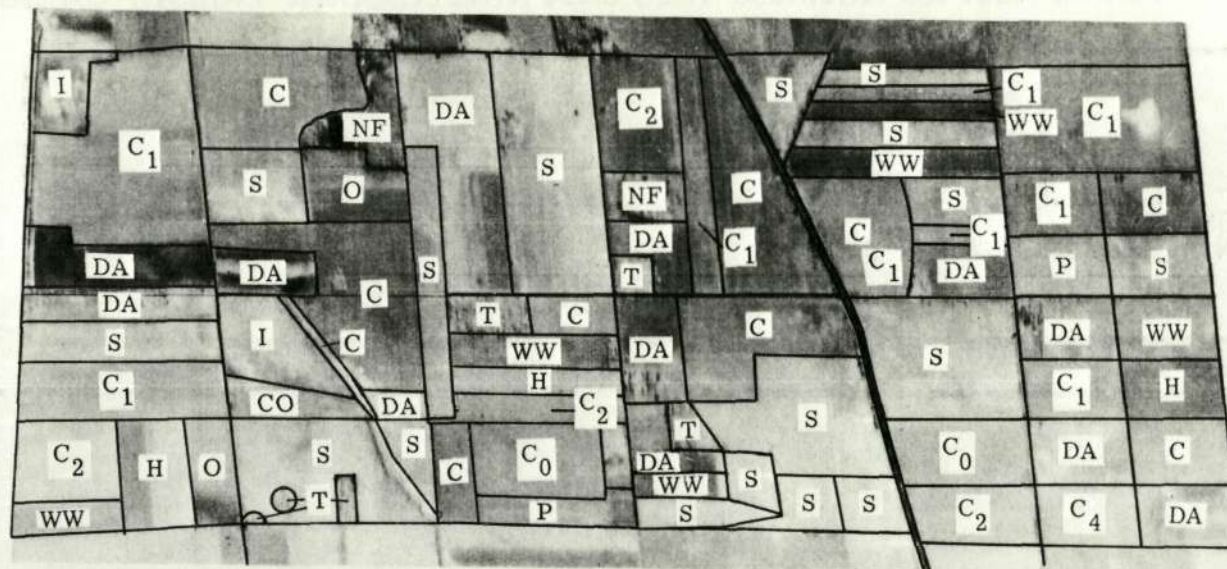 S
I C DA C₂ S C₁
WW C₁
NF S S
C₁ WW
S O NF C C₁ C
S C C₁
DA C₁
DA DA S T C₁ DA P S
DA C
I T C C
S C WW DA S DA WW
H
C₁ CO DA C₂ C₁ H
S T S
C₂ H O S C C₀ DA C₀ DA C
WW S
WW T P S S S C₂ C₄ DA